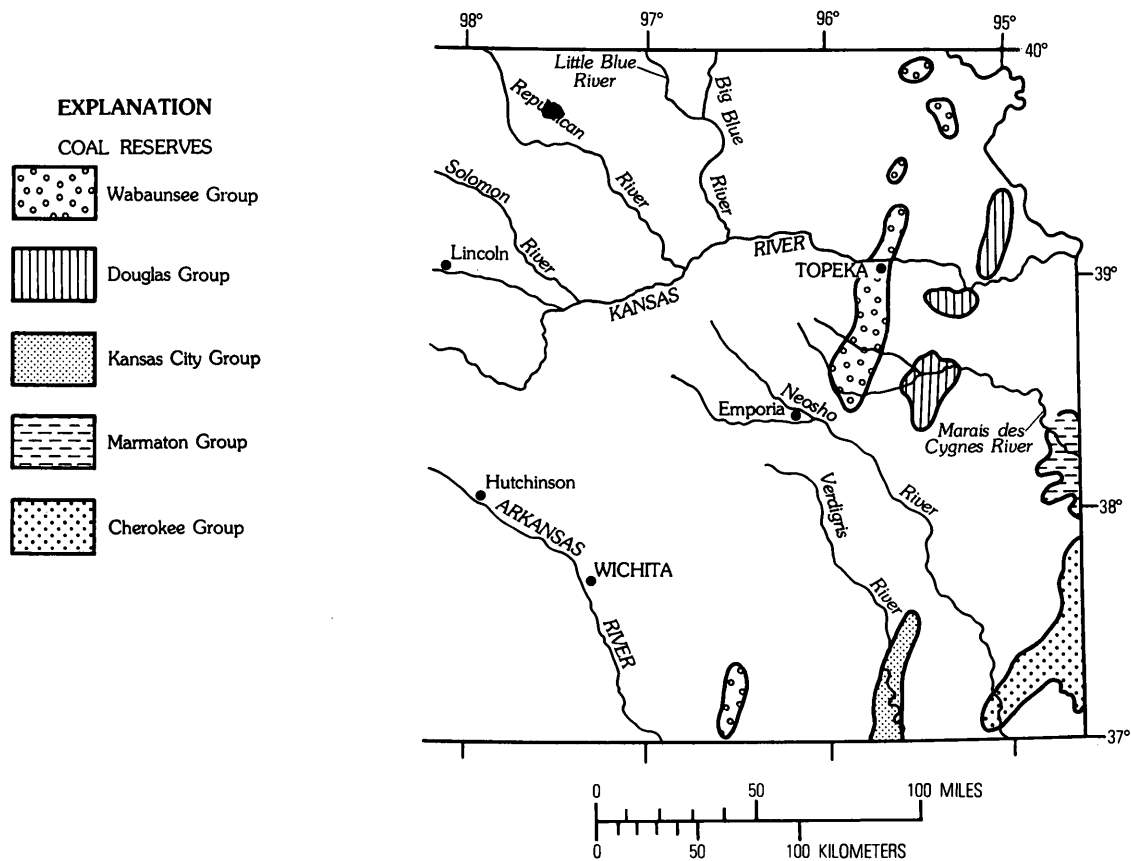 98°
97°
96°
95°
40°
Little Blue
River
Republican
Big Blue
EXPLANATION
COAL RESERVES
Wabaunsee Group
Solomon
River
River
Lincoln
River
RIVER
Douglas Group
TOPEKA
39°
KANSAS
Kansas City Group
Neosho
Emporia
Marais des
Cygnes River
Marmaton Group
Hutchinson
Verdigris
River
38°
ARKANSAS
Cherokee Group
WICHITA
River
RIVER
37°
0 50 100 MILES
0 50 100 KILOMETERS